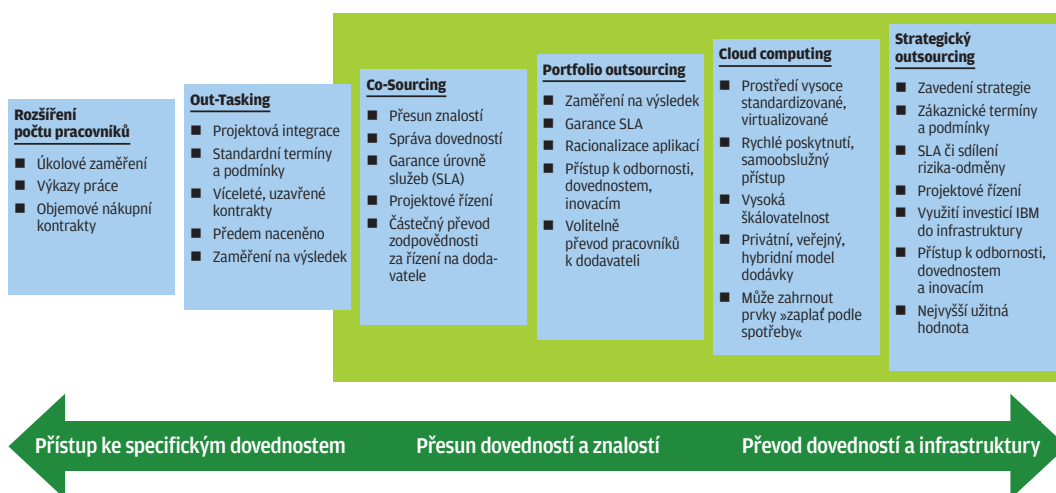 Rozšíření
počtu pracovníků
Úkolové zaměření
Výkazy práce
Objemové nákupní
kontrakty
Out-Tasking
Projektová integrace
Standardní termíny
a podmínky
Víceleté, uzavřené
kontrakty
Předem naceněno
Zaměření na výsledek
Co-Sourcing
Přesun znalostí
Správa dovedností
Garance úrovně
služeb (SLA)
Projektové řízení
Částečný převod
zodpovědnosti
za řízení na doda-
vatele
Portfolio outsourcing
Zaměření na výsledek
Garance SLA
Racionalizace aplikací
Přístup k odbornosti,
dovednostem,
inovacím
Volitelně
převod pracovníků
k dodavateli
Cloud computing
Prostředí vysoce
standardizované,
virtualizované
Rychlé poskytnutí,
samoobslužný
přístup
Vysoká
škálovatelnost
Privátní, veřejný,
hybridní model
dodávky
Může zahrnout
prvky »zaplať podle
spotřeby«
Strategický
outsourcing
Zavedení strategie
Zákaznické termíny
a podmínky
SLA či sdílení
rizika-odměny
Projektové řízení
Využití investicí IBM
do infrastruktury
Přístup k odbornosti,
dovednostem
a inovacím
Nejvyšší užitná
hodnota
Přístup ke specifickým dovednostem
Přesun dovedností a znalostí
Převod dovedností a infrastruktury